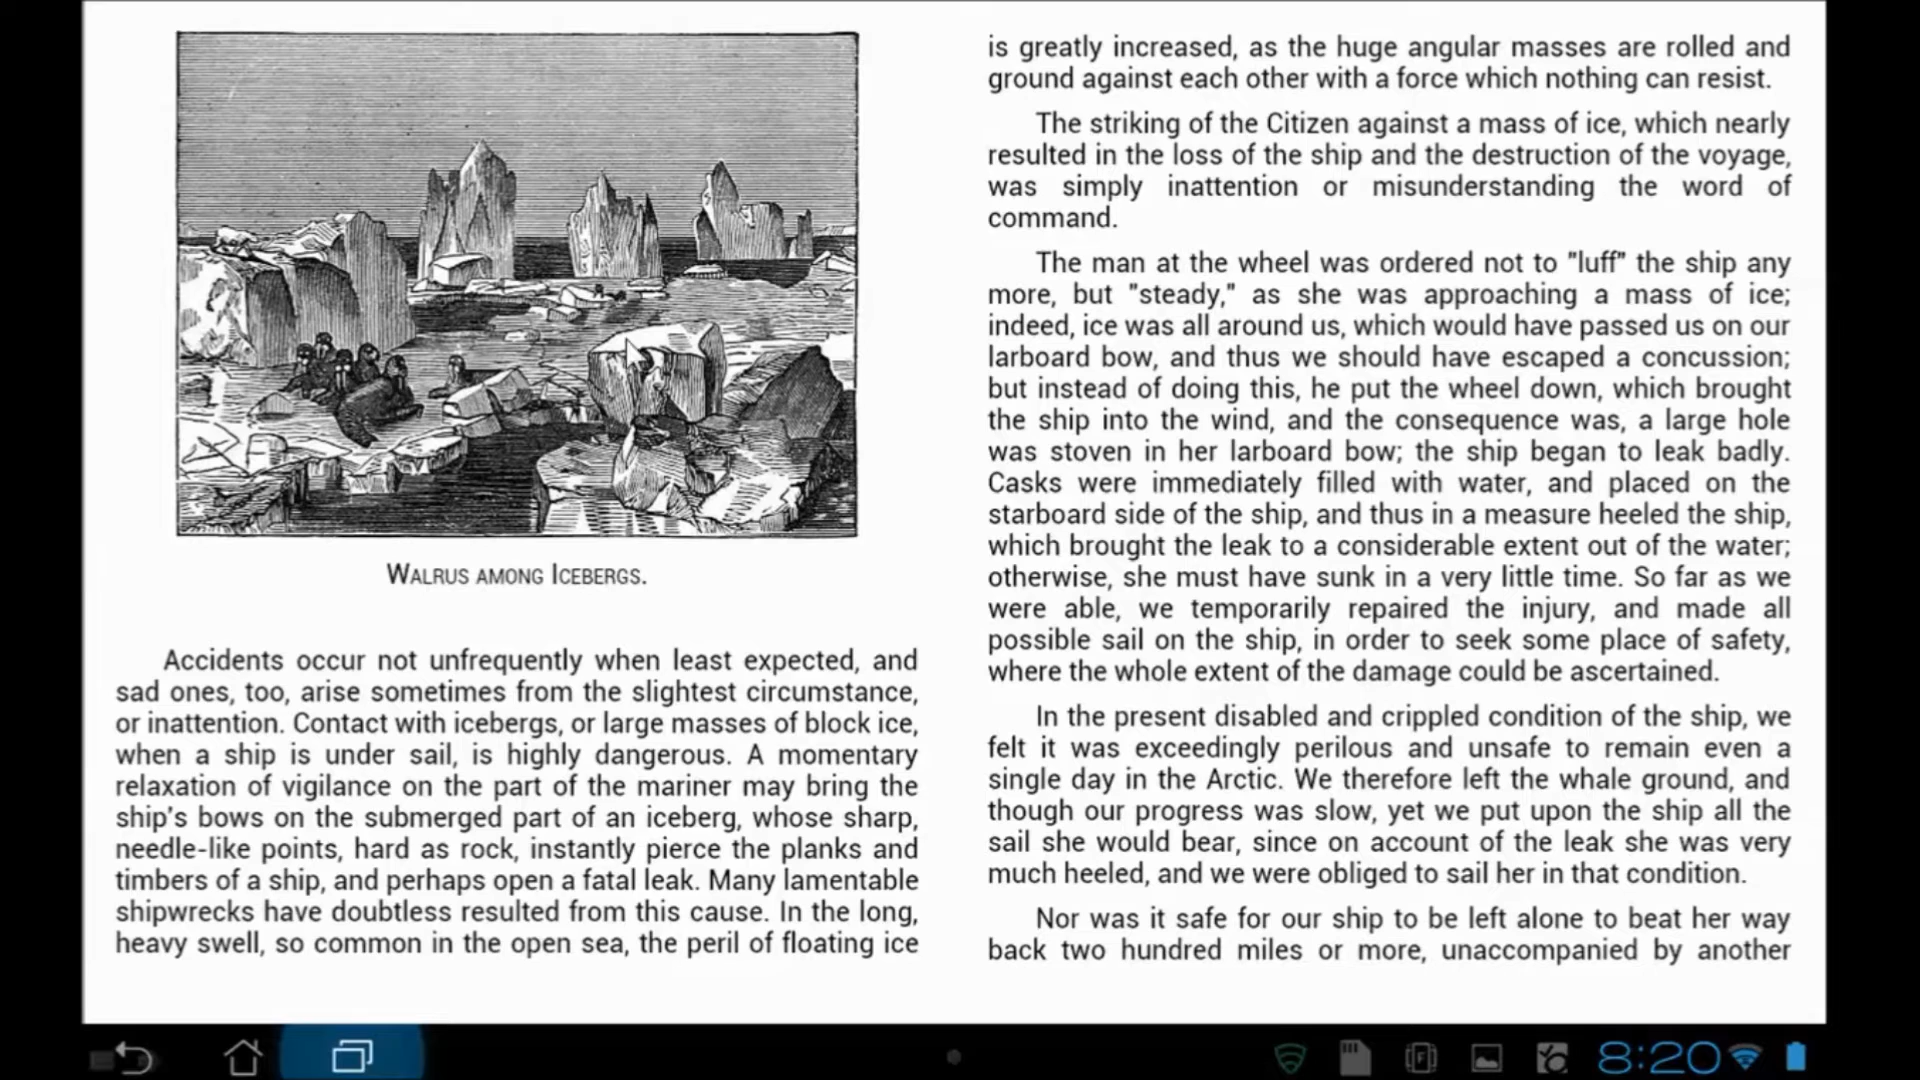 WALRUS AMONG ICEBERGS.
Accidents occur not unfrequently when least expected, and
sad ones, too, arise sometimes from the slightest circumstance,
or inattention. Contact with icebergs, or large masses of block ice,
when a ship is under sail, is highly dangerous. A momentary
relaxation of vigilance on the part of the mariner may bring the
ship's bows on the submerged part of an iceberg, whose sharp,
needle-like points, hard as rock, instantly pierce the planks and
timbers of a ship, and perhaps open a fatal leak. Many lamentable
shipwrecks have doubtless resulted from this cause. In the long,
heavy swell, so common in the open sea, the peril of floating ice
is greatly increased, as the huge angular masses are rolled and
ground against each other with a force which nothing can resist.
The striking of the Citizen against a mass of ice, which nearly
resulted in the loss of the ship and the destruction of the voyage,
was simply inattention or misunderstanding the word of
command.
The man at the wheel was ordered not to "luff" the ship any
more, but "steady," as she was approaching a mass of ice;
indeed, ice was all around us, which would have passed us on our
larboard bow, and thus we should have escaped a concussion;
but instead of doing this, he put the wheel down, which brought
the ship into the wind, and the consequence was, a large hole
was stoven in her larboard bow; the ship began to leak badly.
Casks were immediately filled with water, and placed on the
starboard side of the ship, and thus in a measure heeled the ship,
which brought the leak to a considerable extent out of the water;
otherwise, she must have sunk in a very little time. So far as we
were able, we temporarily repaired the injury, and made all
possible sail on the ship, in order to seek some place of safety,
where the whole extent of the damage could be ascertained.
In the present disabled and crippled condition of the ship, we
felt it was exceedingly perilous and unsafe to remain even a
single day in the Arctic. We therefore left the whale ground, and
though our progress was slow, yet we put upon the ship all the
sail she would bear, since on account of the leak she was very
much heeled, and we were obliged to sail her in that condition.
Nor was it safe for our ship to be left alone to beat her way
back two hundred miles or more, unaccompanied by another
8:20